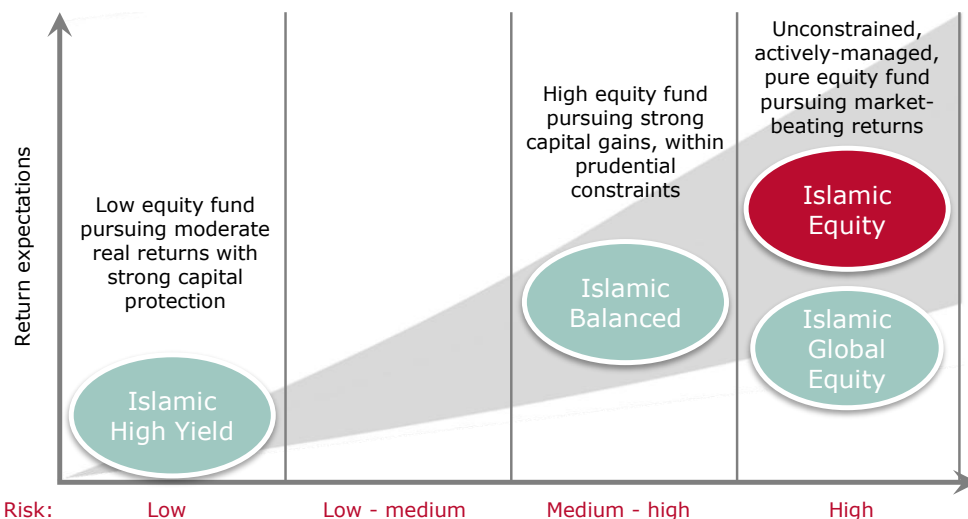 Unconstrained,
actively-managed,
pure equity fund
pursuing market-
beating returns
High equity fund
pursuing strong
capital gains, within
prudential
constraints
Low equity fund
pursuing moderate
real returns with
strong capital
protection
Return expectations
Islamic
Equity
Islamic
Balanced
Islamic
Global
Equity
Islamic
High Yield
Risk:
Low
Low - medium
Medium - high
High